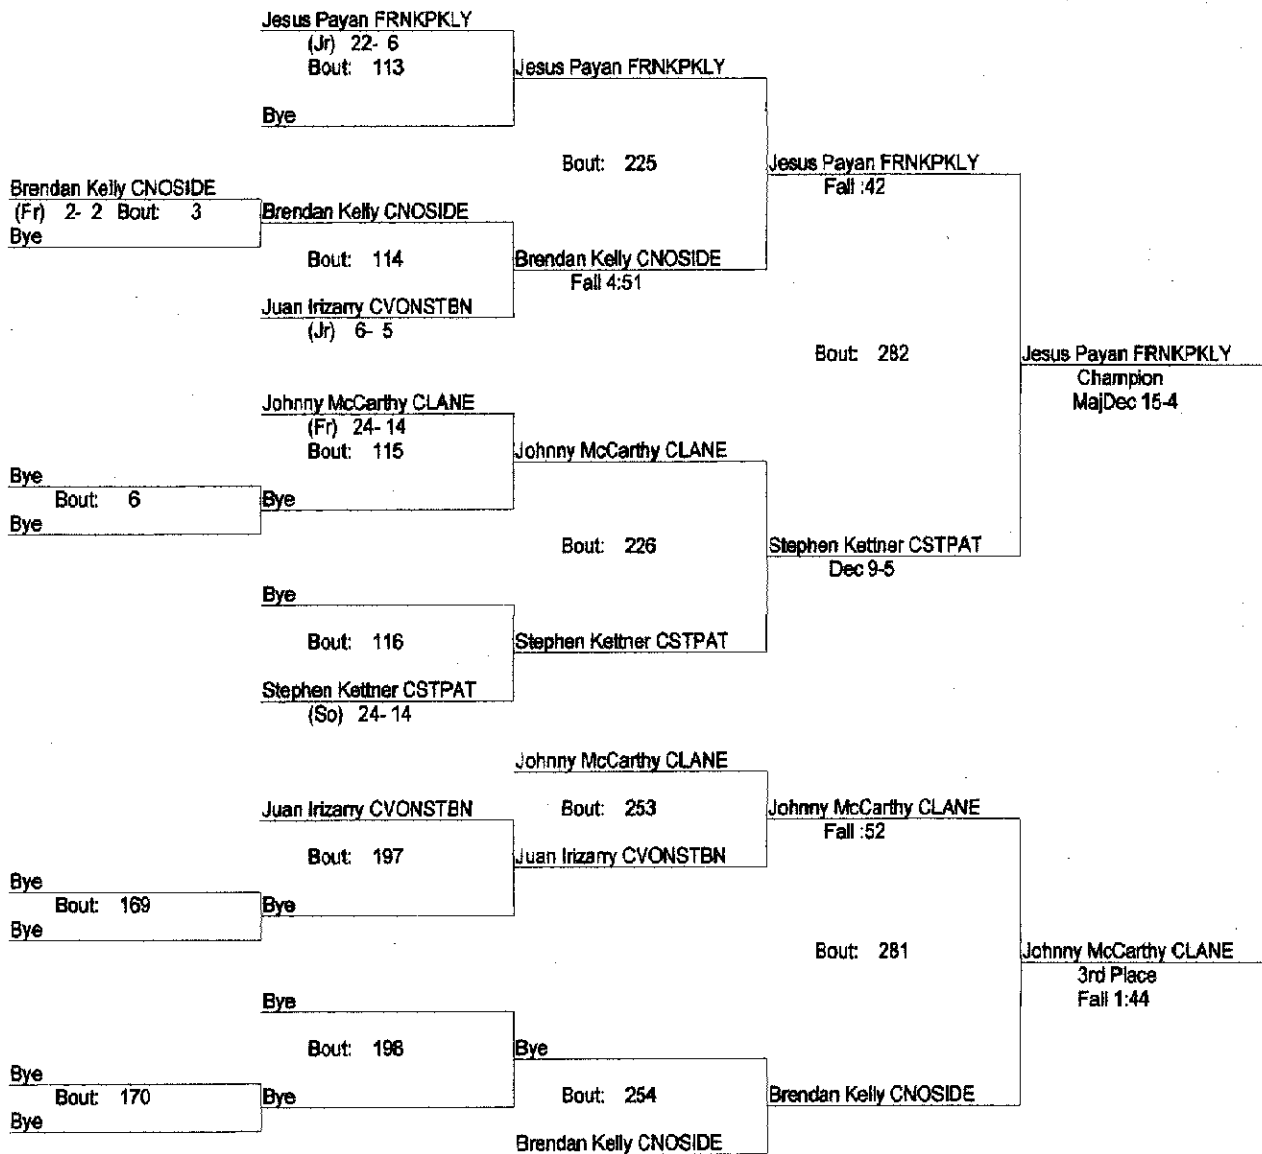 Jesus Payan FRNKPKLY
(Jr) 22- 6
Bout: 113
Jesus Payan FRNKPKLY
Bye
Bout: 225
Jesus Payan FRNKPKLY
Fall :42
Brendan Kelly CNOSIDE
(Fr) 2- 2 Bout: 3
Bye
Brendan Kelly CNOSIDE
Bout: 114
Brendan Kelly CNOSIDE
Fall 4:51
Juan Irizarry CVONSTBN
(Jr) 6- 5
Bout: 282
Jesus Payan FRNKPKLY
Champion
MajDec 15-4
Johnny McCarthy CLANE
(Fr) 24- 14
Bout: 115
Johnny McCarthy CLANE
Bye
Bout: 6
Bye
Bye
Bout: 226
Stephen Kettner CSTPAT
Dec 9-5
Bye
Bout: 116
Stephen Kettner CSTPAT
Stephen Kettner CSTPAT
(So) 24- 14
Johnny McCarthy CLANE
Bout: 253
Johnny McCarthy CLANE
Fall :52
Juan Irizarry CVONSTBN
Bout: 197
Juan Irizarry CVONSTBN
Bye
Bout: 169
Bye
Bye
Bout: 281
Johnny McCarthy CLANE
3rd Place
Fall 1:44
Bye
Bout: 198
Bye
Bye
Bout: 170
Bye
Bye
Bout: 254
Brendan Kelly CNOSIDE
Brendan Kelly CNOSIDE